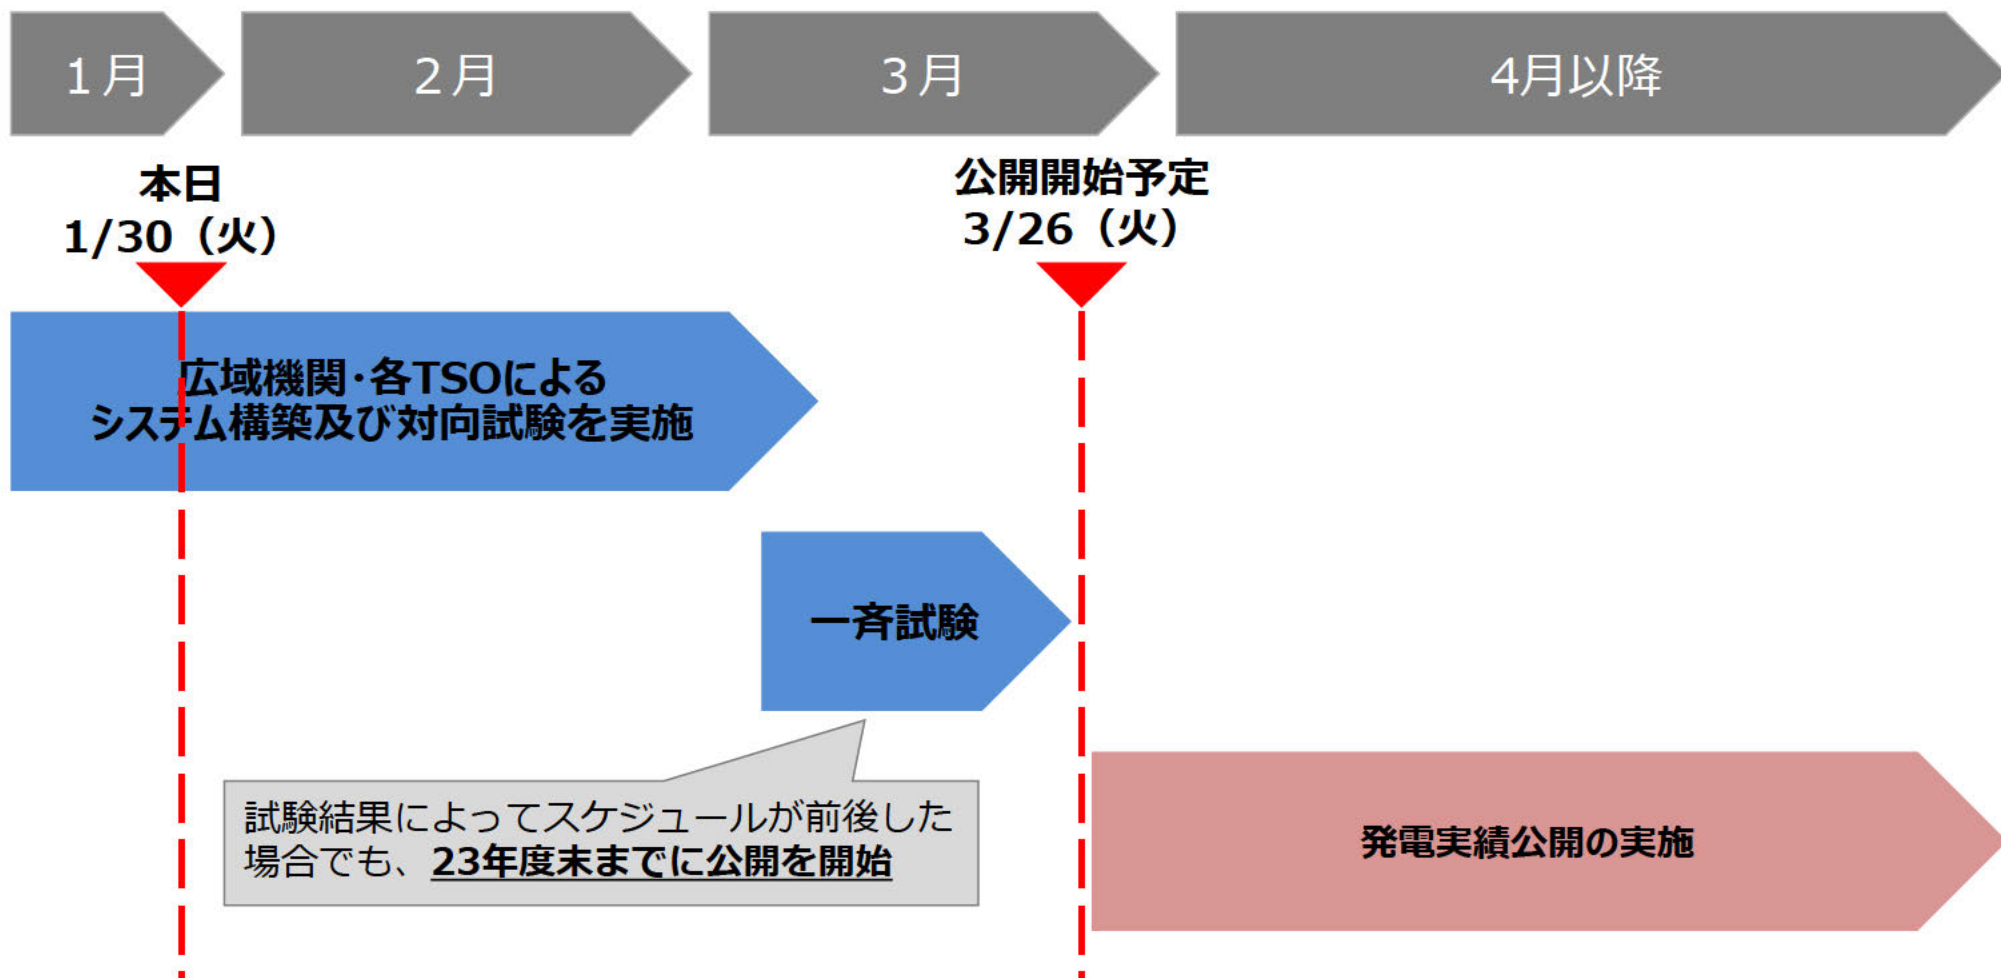 1月
2月
3月
4月以降
本日
1/30（火）
公開開始予定
3/26（火）
広域機関・各TSOによる
システム構築及び対向試験を実施
一斉試験
試験結果によってスケジュールが前後した
場合でも、23年度末までに公開を開始
発電実績公開の実施